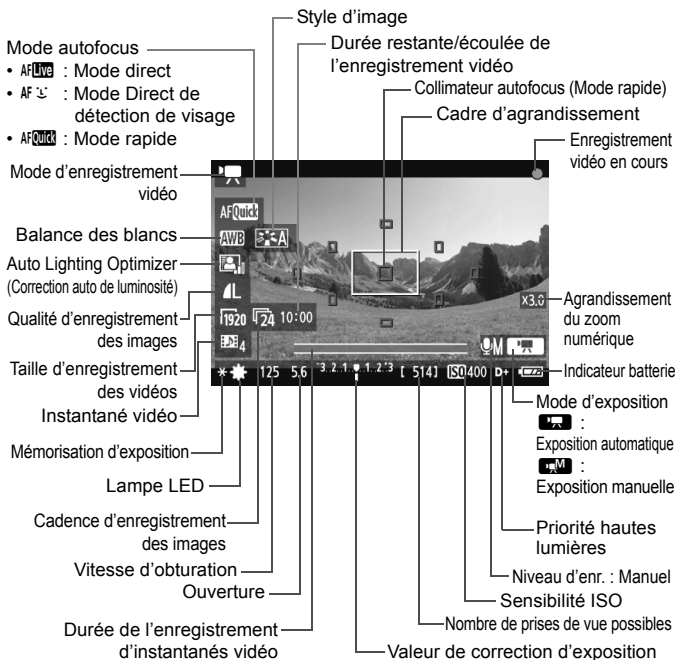 Style d'image
Mode autofocus
Durée restante/écoulée de
l'enregistrement vidéo
• AF Live : Mode direct
• AF : Mode Direct de
détection de visage
• AF Quick : Mode rapide
Collimateur autofocus (Mode rapide)
Cadre d'agrandissement
Enregistrement
vidéo en cours
Mode d'enregistrement
vidéo
AF Quick
Balance des blancs
AWB
A
Auto Lighting Optimizer
(Correction auto de luminosité)
L
Qualité d'enregistrement
des images
x3.0
Agrandissement
du zoom
numérique
1920
24
10:00
Taille d'enregistrement
des vidéos
4
M
Instantané vidéo
125 5.6 3..2..1..1..2..3 [ 514] ISO 400 D+
Indicateur batterie
Mémorisation d'exposition
Mode d'exposition
:
Exposition automatique
M :
Exposition manuelle
Lampe LED
Cadence d'enregistrement
des images
Priorité hautes
lumières
Vitesse d'obturation
Niveau d'enr. : Manuel
Ouverture
Sensibilité ISO
Durée de l'enregistrement
d'instantanés vidéo
Nombre de prises de vue possibles
Valeur de correction d'exposition